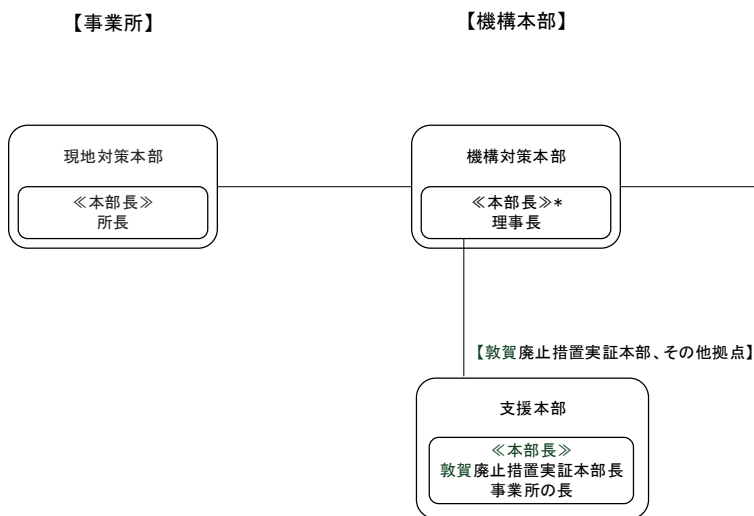 【事業所】
【機構本部】
現地対策本部
≪本部長≫
所長
機構対策本部
≪本部長≫*
理事長
【敦賀廃止措置実証本部、その他拠点】
支援本部
≪本部長≫
敦賀廃止措置実証本部長
事業所の長